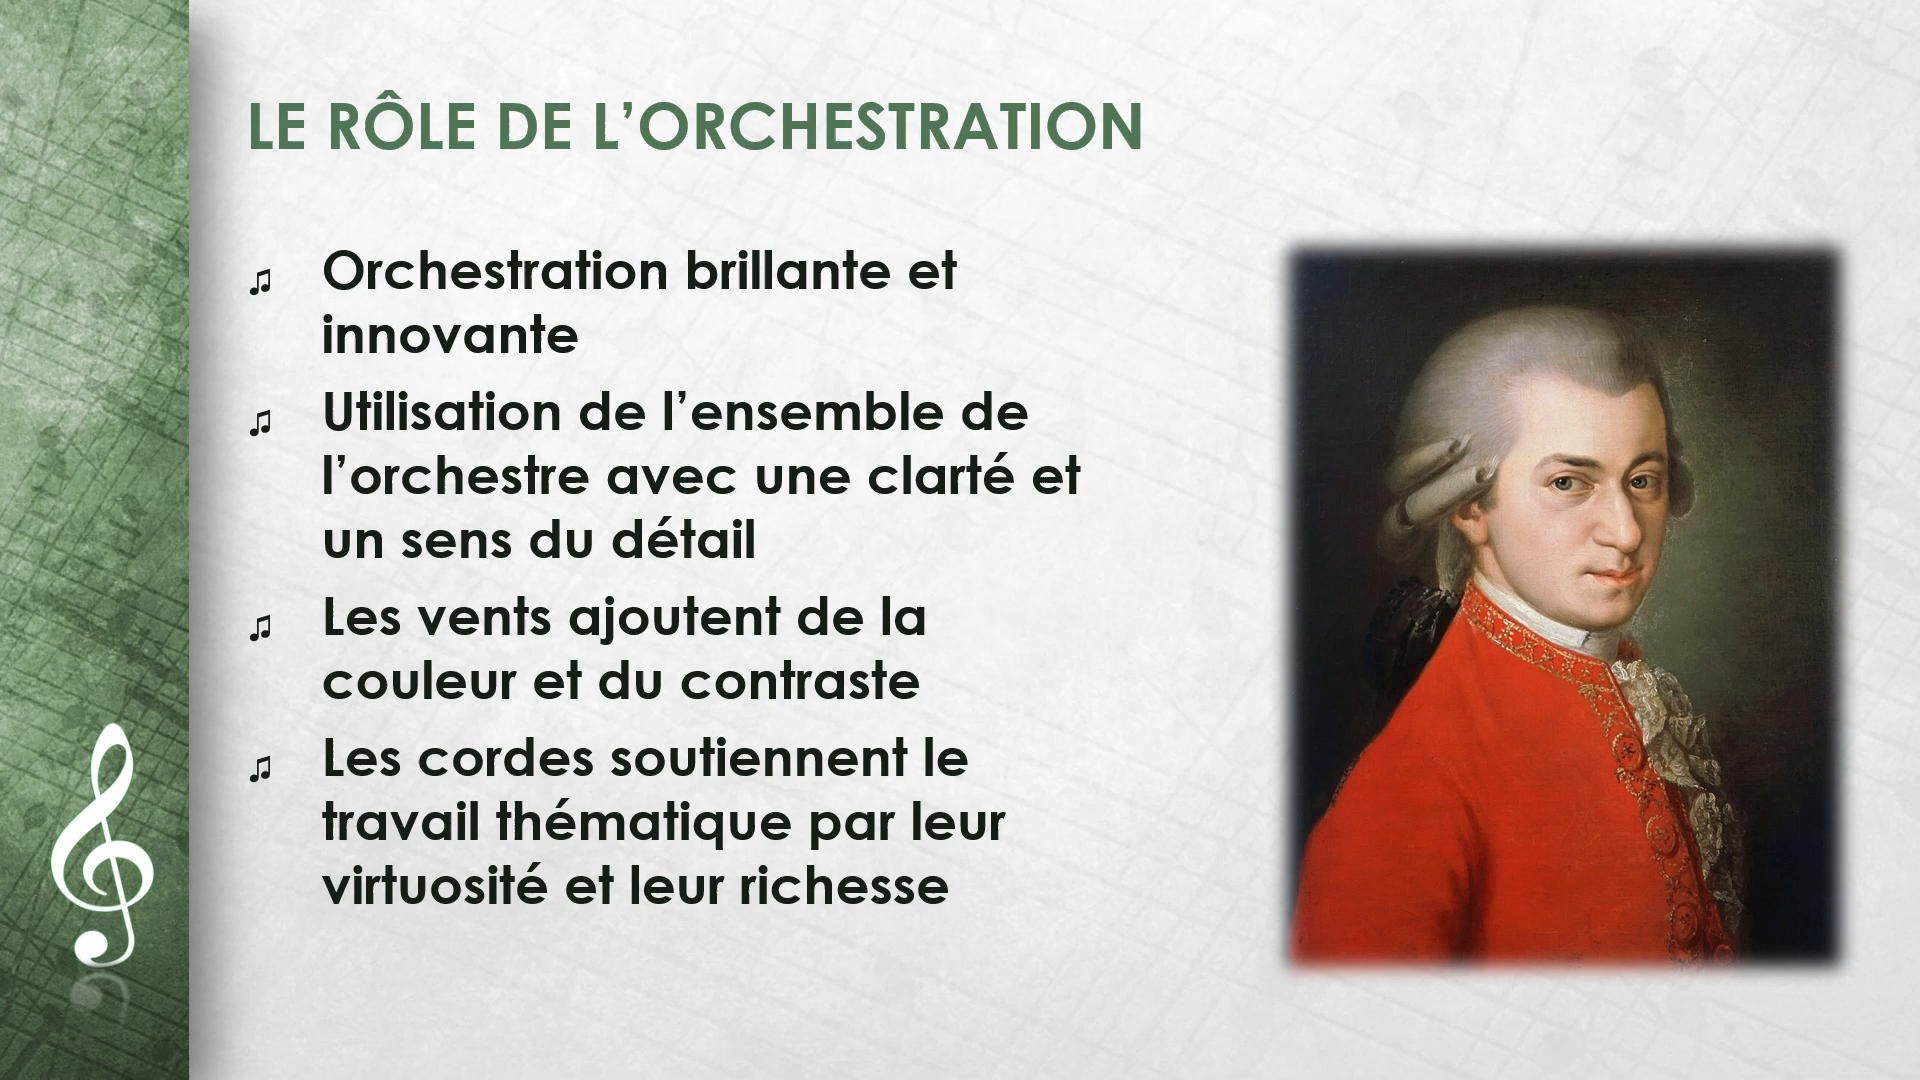 LE RÔLE DE L’ORCHESTRATION
♫ Orchestration brillante et
innovante
♫ Utilisation de l’ensemble de
l’orchestre avec une clarté et
un sens du détail
♫ Les vents ajoutent de la
couleur et du contraste
♫ Les cordes soutiennent le
travail thématique par leur
virtuosité et leur richesse